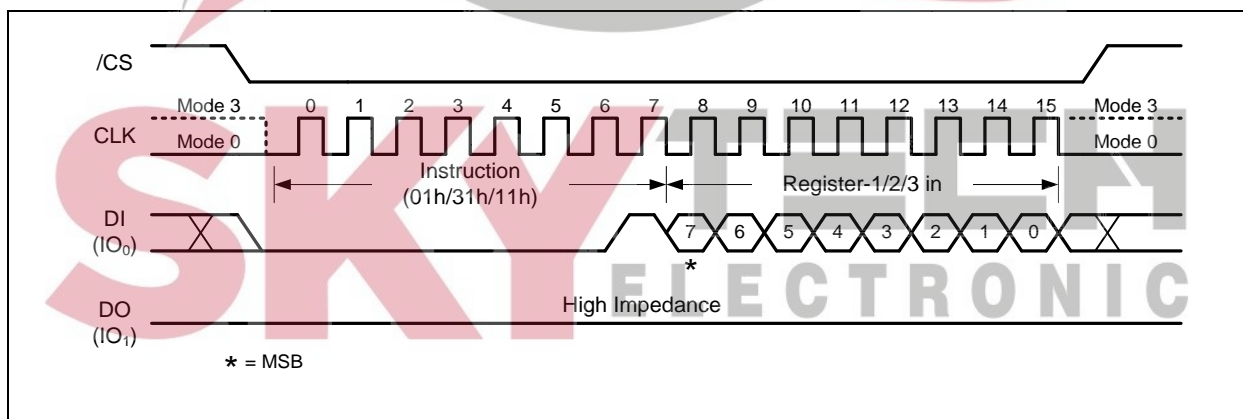 /CS
Mode 3 0 1 2 3 4 5 6 7 8 9 10 11 12 13 14 15 Mode 3
CLK Mode 0 Mode 0
Instruction
(01h/31h/11h)
Register-1/2/3 in
DI
(IO₀)
7 6 5 4 3 2 1 0
*
High Impedance
DO
(IO₁)
* = MSB
SKYTECH
ELECTRONIC